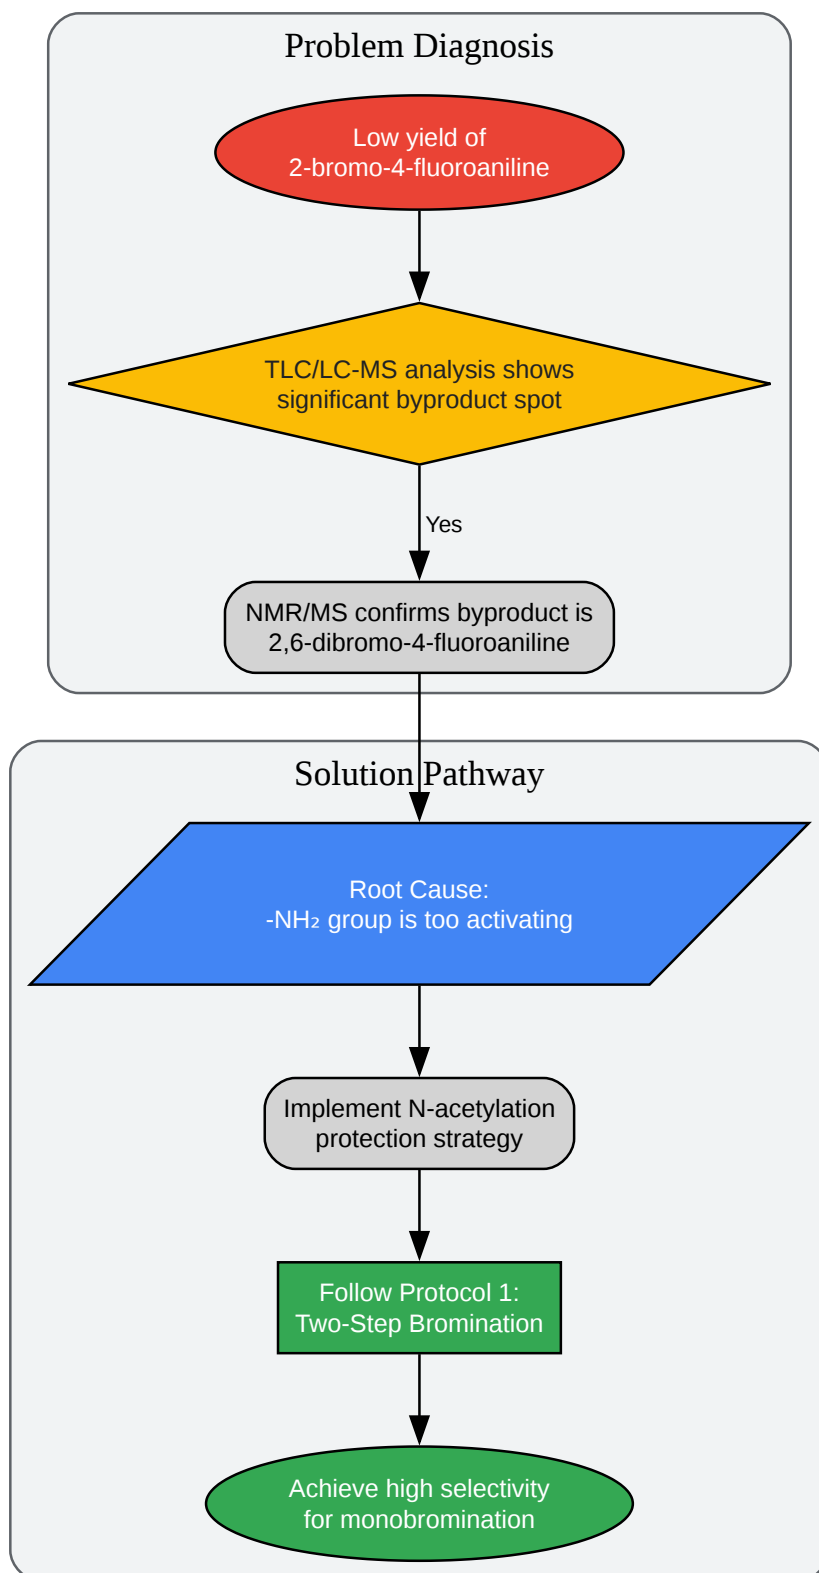 Problem Diagnosis
Low yield of
2-bromo-4-fluoroaniline
TLC/LC-MS analysis shows
significant byproduct spot
Yes
NMR/MS confirms byproduct is
2,6-dibromo-4-fluoroaniline
Solution Pathway
Root Cause:
-NH₂ group is too activating
Implement N-acetylation
protection strategy
Follow Protocol 1:
Two-Step Bromination
Achieve high selectivity
for monobromination